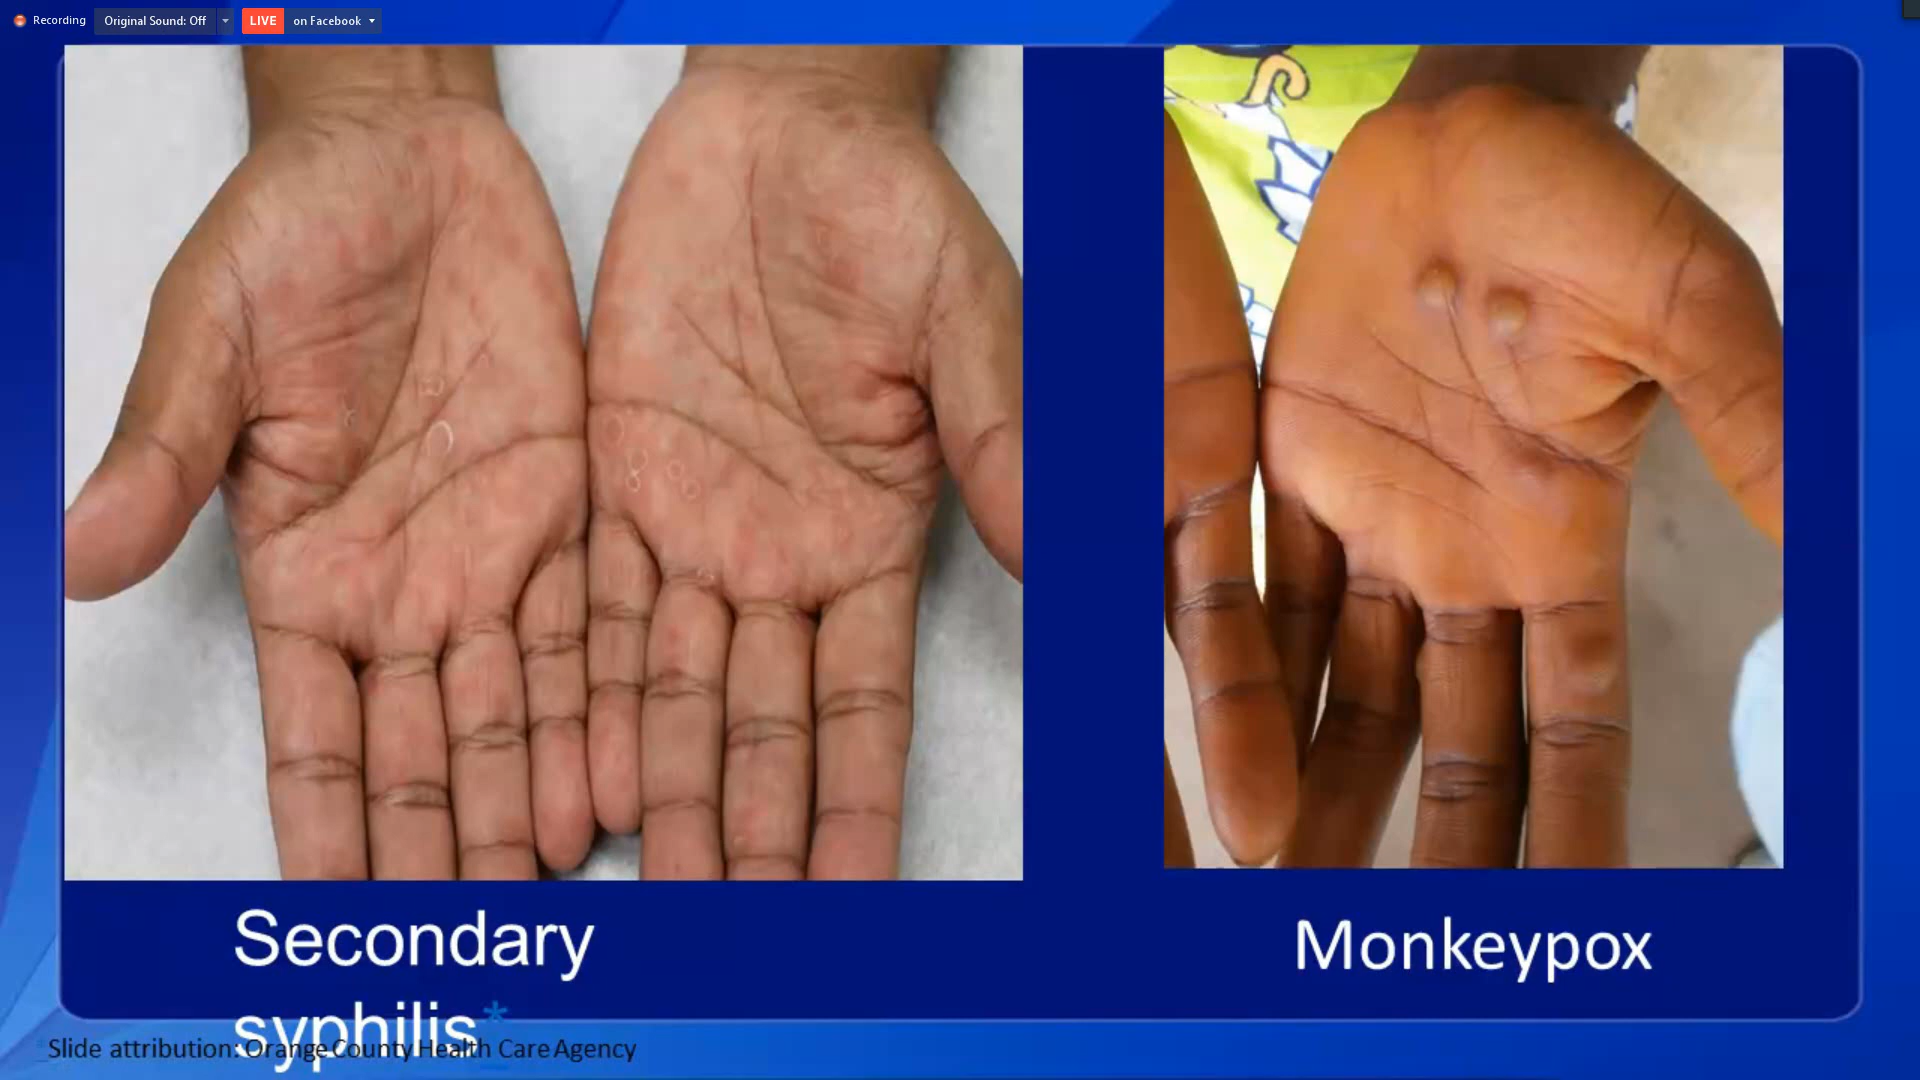 Recording
Original Sound: Off
LIVE on Facebook
Secondary
syphilis*
Monkeypox
*Slide attribution: Orange County Health Care Agency